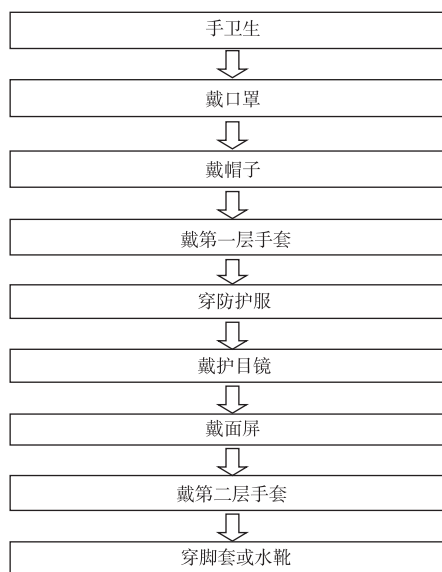 手卫生
戴口罩
戴帽子
戴第一层手套
穿防护服
戴护目镜
戴面屏
戴第二层手套
穿脚套或水靴